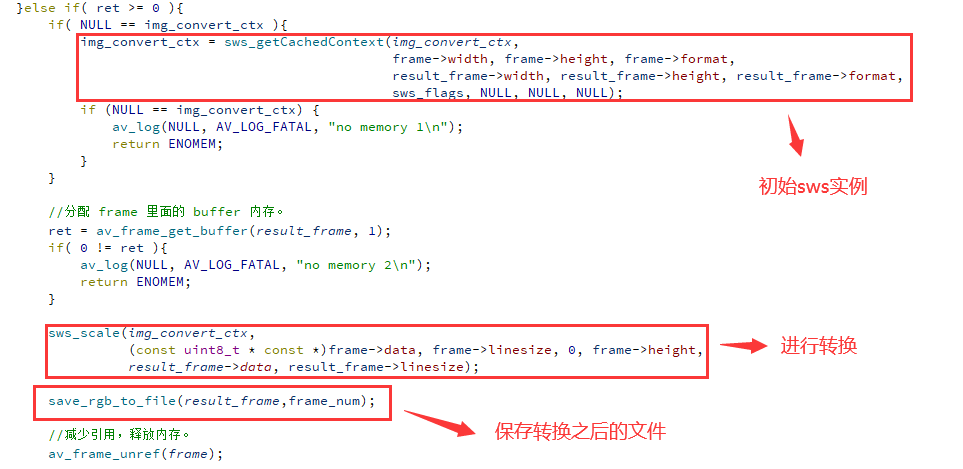 }else if( ret >= 0 ){
if( NULL == img_convert_ctx ){
img_convert_ctx = sws_getCachedContext(img_convert_ctx,
frame->width, frame->height, frame->format,
result_frame->width, result_frame->height, result_frame->format,
sws_flags, NULL, NULL, NULL);
if (NULL == img_convert_ctx) {
av_log(NULL, AV_LOG_FATAL, "no memory 1\n");
return ENOMEM;
}
}
初始sws实例
//分配 frame 里面的 buffer 内存。
ret = av_frame_get_buffer(result_frame, 1);
if( 0 != ret ){
av_log(NULL, AV_LOG_FATAL, "no memory 2\n");
return ENOMEM;
}
sws_scale(img_convert_ctx,
(const uint8_t * const *)frame->data, frame->linesize, 0, frame->height,
result_frame->data, result_frame->linesize);
进行转换
save_rgb_to_file(result_frame,frame_num);
保存转换之后的文件
//减少引用，释放内存。
av_frame_unref(frame);